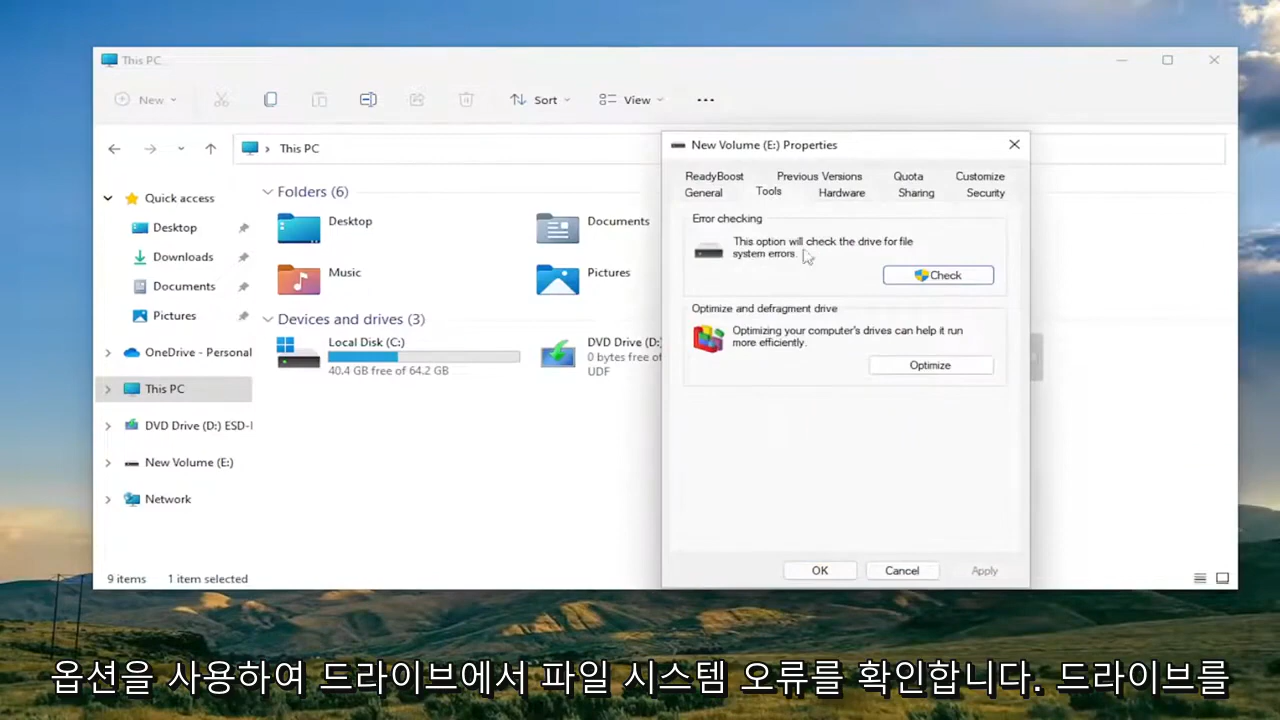 This PC
New
Sort
View
This PC
Quick access
Desktop
Downloads
Documents
Pictures
OneDrive - Personal
This PC
DVD Drive (D:) ESD-I
New Volume (E:)
Network
Folders (6)
Desktop
Documents
Music
Pictures
Devices and drives (3)
Local Disk (C:)
40.4 GB free of 64.2 GB
DVD Drive (D:
0 bytes free of
UDF
9 items
1 item selected
New Volume (E:) Properties
ReadyBoost
Previous Versions
Quota
Customize
General
Tools
Hardware
Sharing
Security
Error checking
This option will check the drive for file
system errors.
Check
Optimize and defragment drive
Optimizing your computer's drives can help it run
more efficiently.
Optimize
OK
Cancel
Apply
옵션을 사용하여 드라이브에서 파일 시스템 오류를 확인합니다. 드라이브를